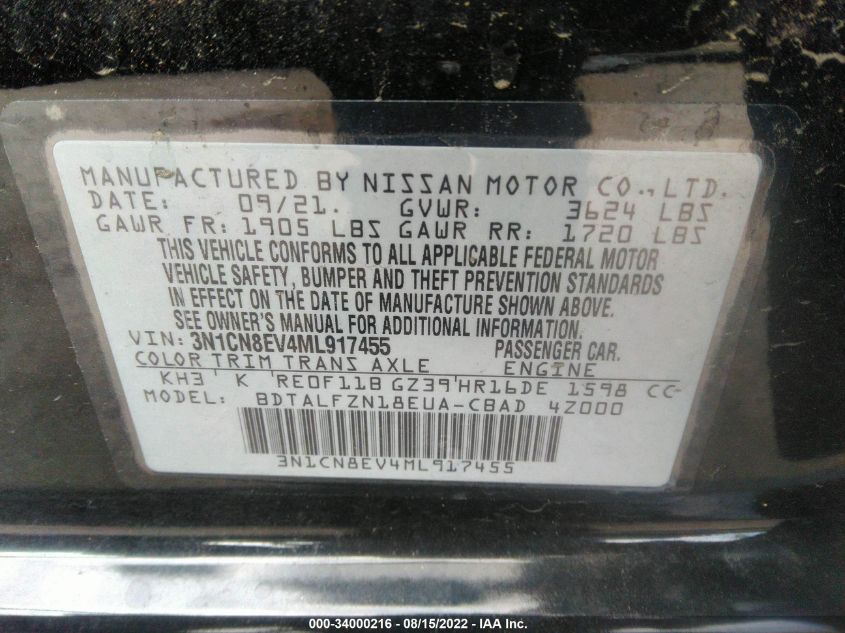 MANUFACTURED BY NISSAN MOTOR CO., LTD.
DATE: 09/21. GVWR: 3624 LBS
GAWR FR: 1905 LBS GAWR RR: 1720 LBS
THIS VEHICLE CONFORMS TO ALL APPLICABLE FEDERAL MOTOR
VEHICLE SAFETY, BUMPER AND THEFT PREVENTION STANDARDS
IN EFFECT ON THE DATE OF MANUFACTURE SHOWN ABOVE.
SEE OWNER'S MANUAL FOR ADDITIONAL INFORMATION.
VIN: 3N1CN8EV4ML917455 PASSENGER CAR.
COLOR TRIM TRANS AXLE ENGINE
KH3 K RE0F11B GZ39 HR16DE 1598 CC
MODEL: BDTALFZN18EUA-CBAD 4Z000
3N1CN8EV4ML917455
000-34000216 - 08/15/2022 - IAA Inc.